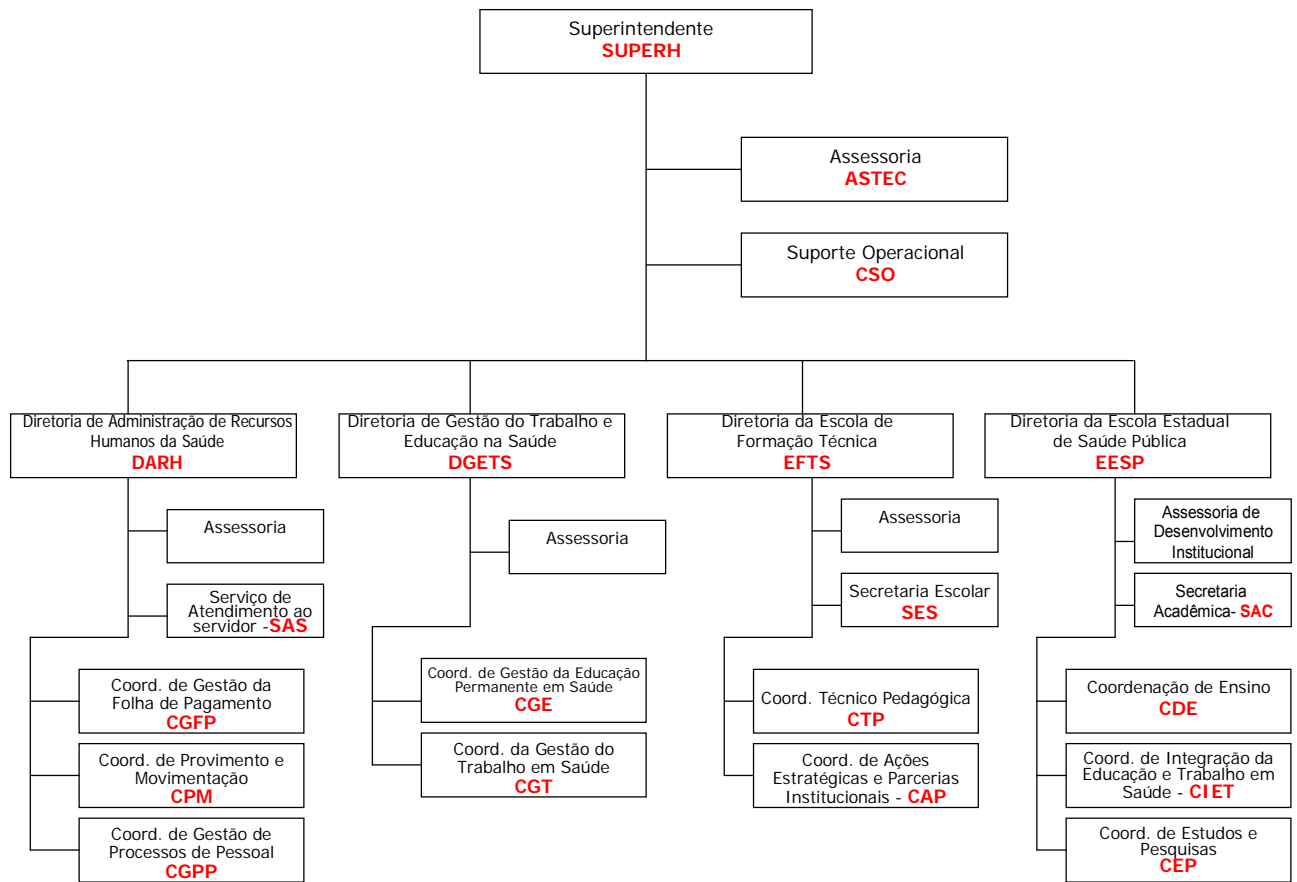 Superintendente
SUPERH
Assessoria
ASTEC
Suporte Operacional
CSO
Diretoria de Administração de Recursos
Humanos da Saúde
DARH
Diretoria de Gestão do Trabalho e
Educação na Saúde
DGETS
Diretoria da Escola de
Formação Técnica
EFTS
Diretoria da Escola Estadual
de Saúde Pública
EESP
Assessoria
Serviço de
Atendimento ao
servidor -SAS
Coord. de Gestão da
Folha de Pagamento
CGFP
Coord. de Provimento e
Movimentação
CPM
Coord. de Gestão de
Processos de Pessoal
CGPP
Assessoria
Coord. de Gestão da Educação
Permanente em Saúde
CGE
Coord. da Gestão do
Trabalho em Saúde
CGT
Assessoria
Secretaria Escolar
SES
Coord. Técnico Pedagógica
CTP
Coord. de Ações
Estratégicas e Parcerias
Institucionais - CAP
Assessoria de
Desenvolvimento
Institucional
Secretaria
Acadêmica- SAC
Coordenação de Ensino
CDE
Coord. de Integração da
Educação e Trabalho em
Saúde - CIET
Coord. de Estudos e
Pesquisas
CEP